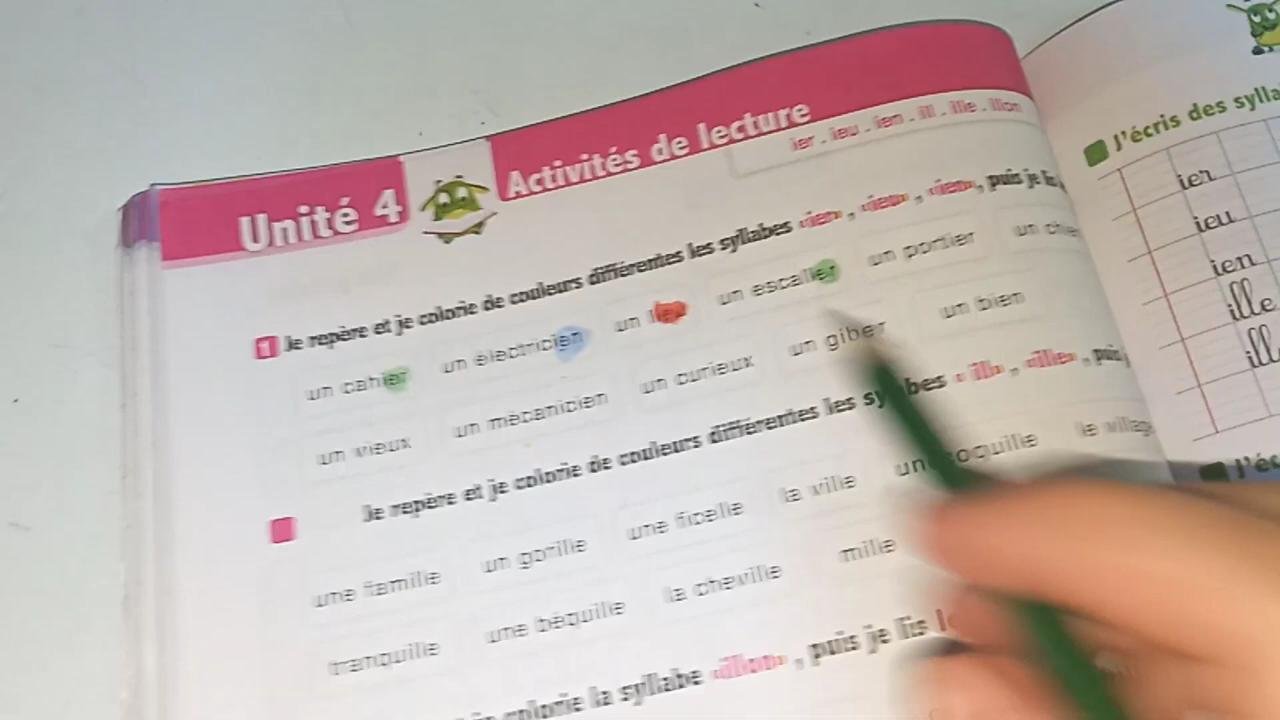 Unité 4 Activités de lecture
ier . ieu . ien . ill . ille . illon
1 Je repère et je colorie de couleurs différentes les syllabes «ier» , «ieu» , «ien» , puis je lis
un cahier un électricien un lieu un escalier un portier un
un vieux un mécanicien un curieux un gibier un bien
Je repère et je colorie de couleurs différentes les syllabes «ill» , «ille» , puis
une famille un gorille une ficelle la ville le village
tranquille une béquille la cheville mille
je colorie la syllabe «illon» , puis je lis
J'écris des sylla
ier
ieu
ien
ille